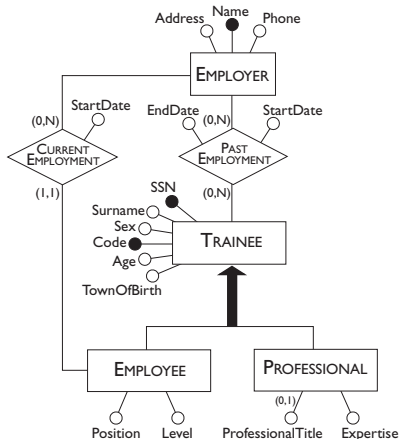 Name
Address Phone
EMPLOYER
StartDate EndDate StartDate
(0,N) (0,N)
CURRENT EMPLOYMENT
PAST EMPLOYMENT
(1,1) (0,N)
SSN
Surname
Sex
Code TRAINEE
Age
TownOfBirth
EMPLOYEE PROFESSIONAL
(0,1)
Position Level ProfessionalTitle Expertise